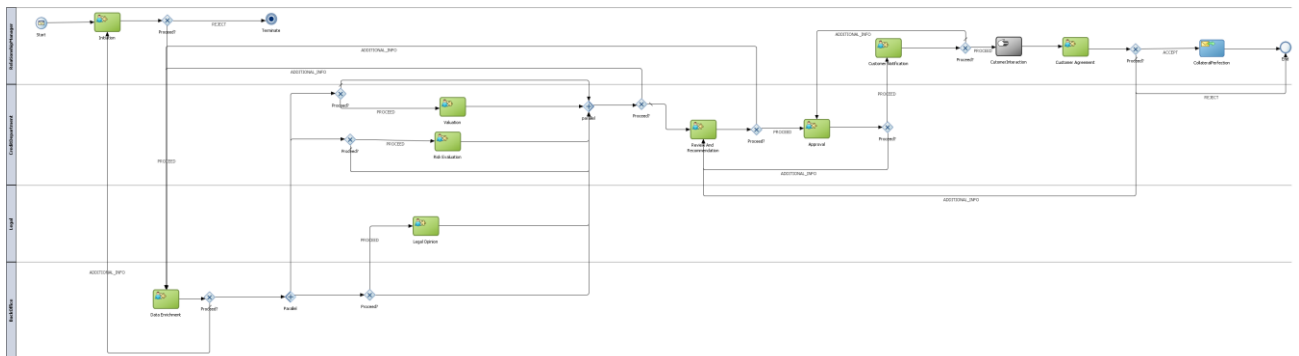 RelationshipManager
Start
Initiation
Proceed?
REJECT
Terminate
ADDITIONAL_INFO
ADDITIONAL_INFO
ADDITIONAL_INFO
CustomerNotification
Proceed?
PROCEED
CutomerInteraction
Customer Agreement
Proceed?
ACCEPT
CollateralPerfection
End
REJECT
CreditDepartment
Proceed?
PROCEED
Valuation
parallel
Proceed?
Proceed?
PROCEED
Risk Evaluation
Review And
Recommendation
Proceed?
PROCEED
Approval
Proceed?
PROCEED
ADDITIONAL_INFO
PROCEED
Legal
ADDITIONAL_INFO
PROCEED
Legal Opinion
BackOffice
ADDITIONAL_INFO
Data Enrichment
Proceed?
Parallel
Proceed?